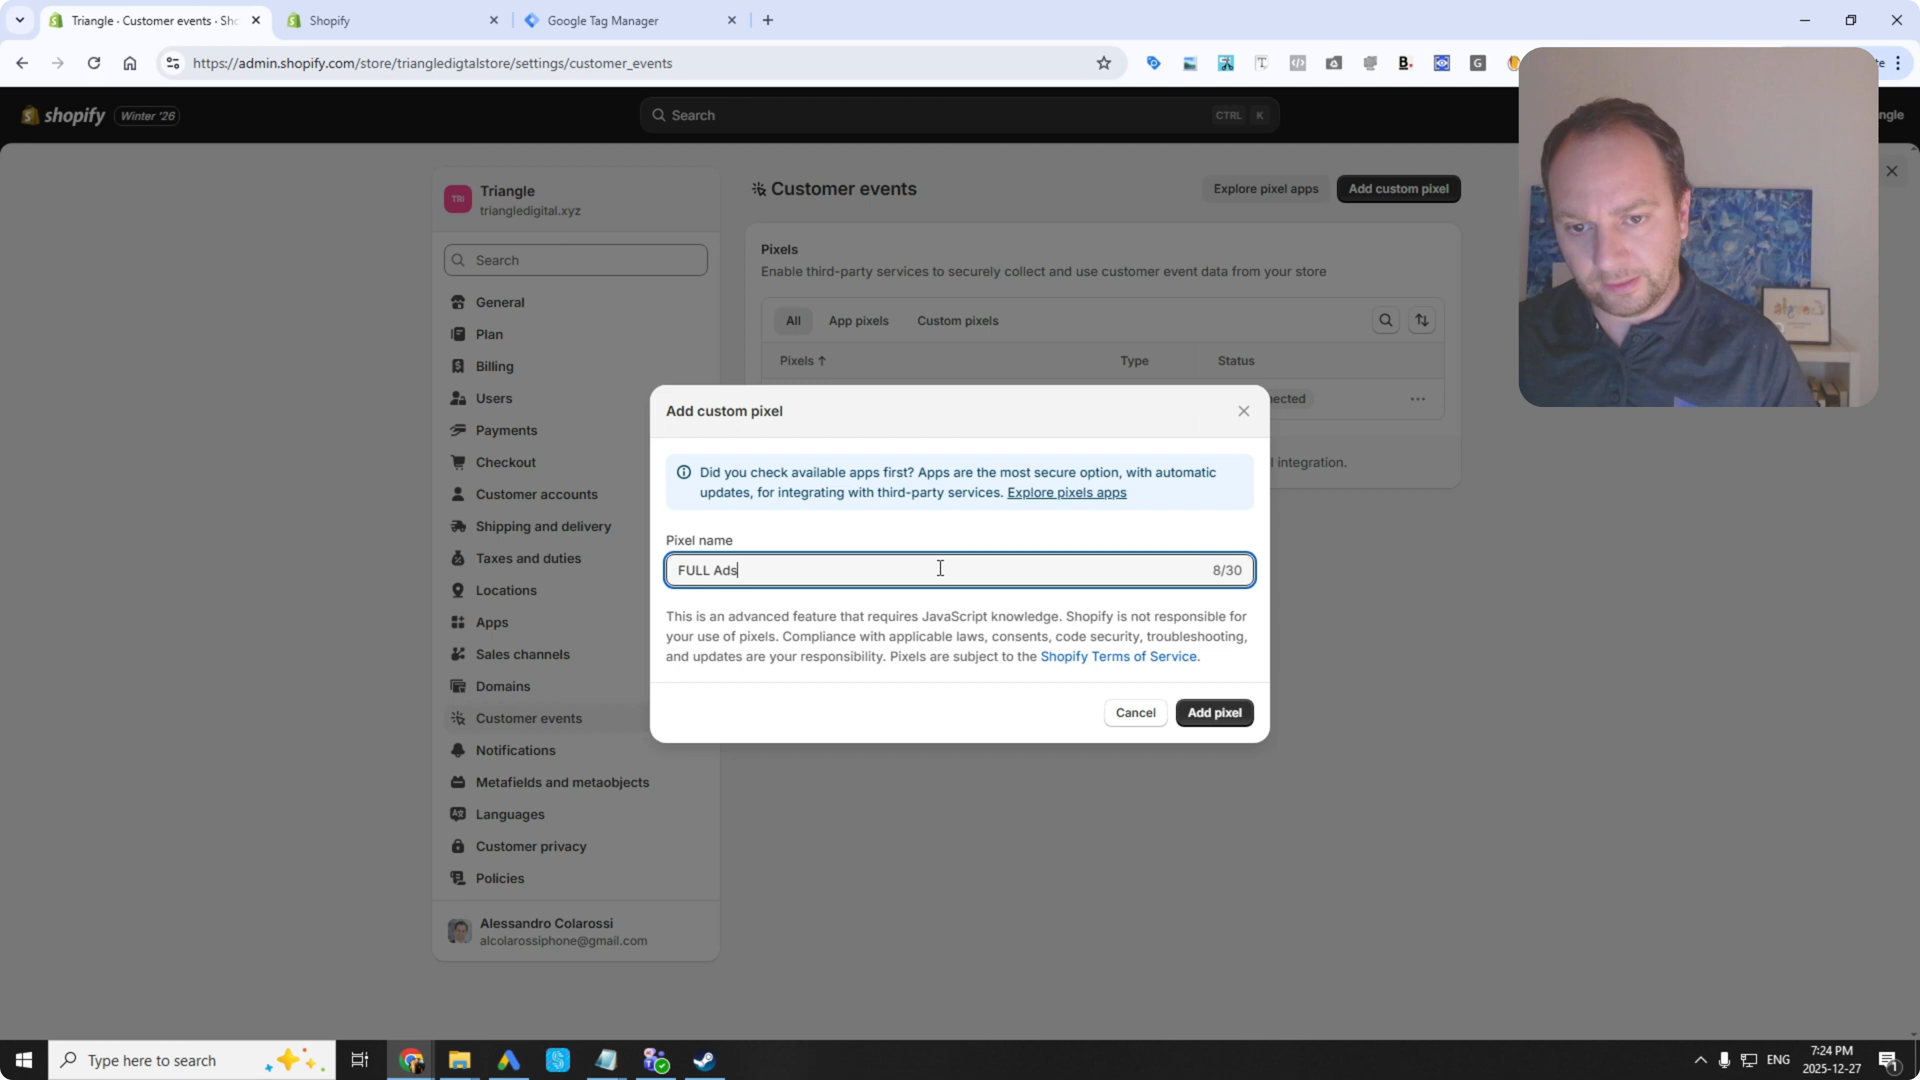 Triangle · Customer events · Sho
Shopify
Google Tag Manager
https://admin.shopify.com/store/triangledigtalstore/settings/customer_events
shopify
Winter '26
Search
CTRL K
ngle
TRI
Triangle
triangledigital.xyz
Search
General
Plan
Billing
Users
Payments
Checkout
Customer accounts
Shipping and delivery
Taxes and duties
Locations
Apps
Sales channels
Domains
Customer events
Notifications
Metafields and metaobjects
Languages
Customer privacy
Policies
Alessandro Colarossi
alcolarossiphone@gmail.com
Customer events
Explore pixel apps
Add custom pixel
Pixels
Enable third-party services to securely collect and use customer event data from your store
All
App pixels
Custom pixels
Pixels
Type
Status
nected
l integration.
Add custom pixel
Did you check available apps first? Apps are the most secure option, with automatic
updates, for integrating with third-party services. Explore pixels apps
Pixel name
FULL Ads
8/30
This is an advanced feature that requires JavaScript knowledge. Shopify is not responsible for
your use of pixels. Compliance with applicable laws, consents, code security, troubleshooting,
and updates are your responsibility. Pixels are subject to the Shopify Terms of Service.
Cancel
Add pixel
Type here to search
ENG
7:24 PM
2025-12-27